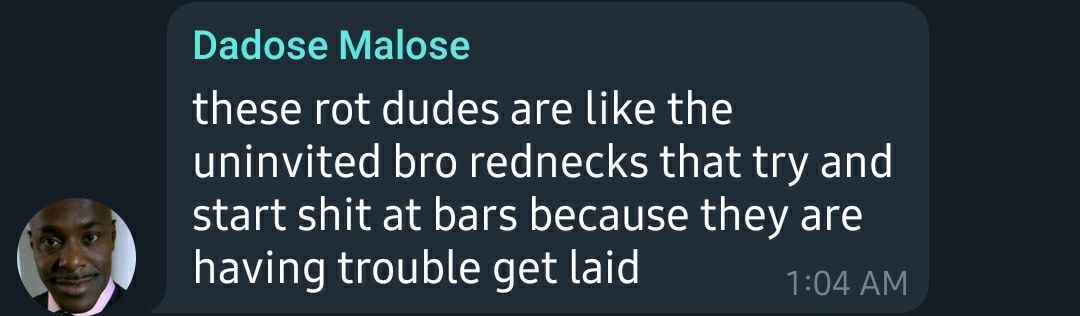 Dadose Malose
these rot dudes are like the
uninvited bro rednecks that try and
start shit at bars because they are
having trouble get laid
1:04 AM